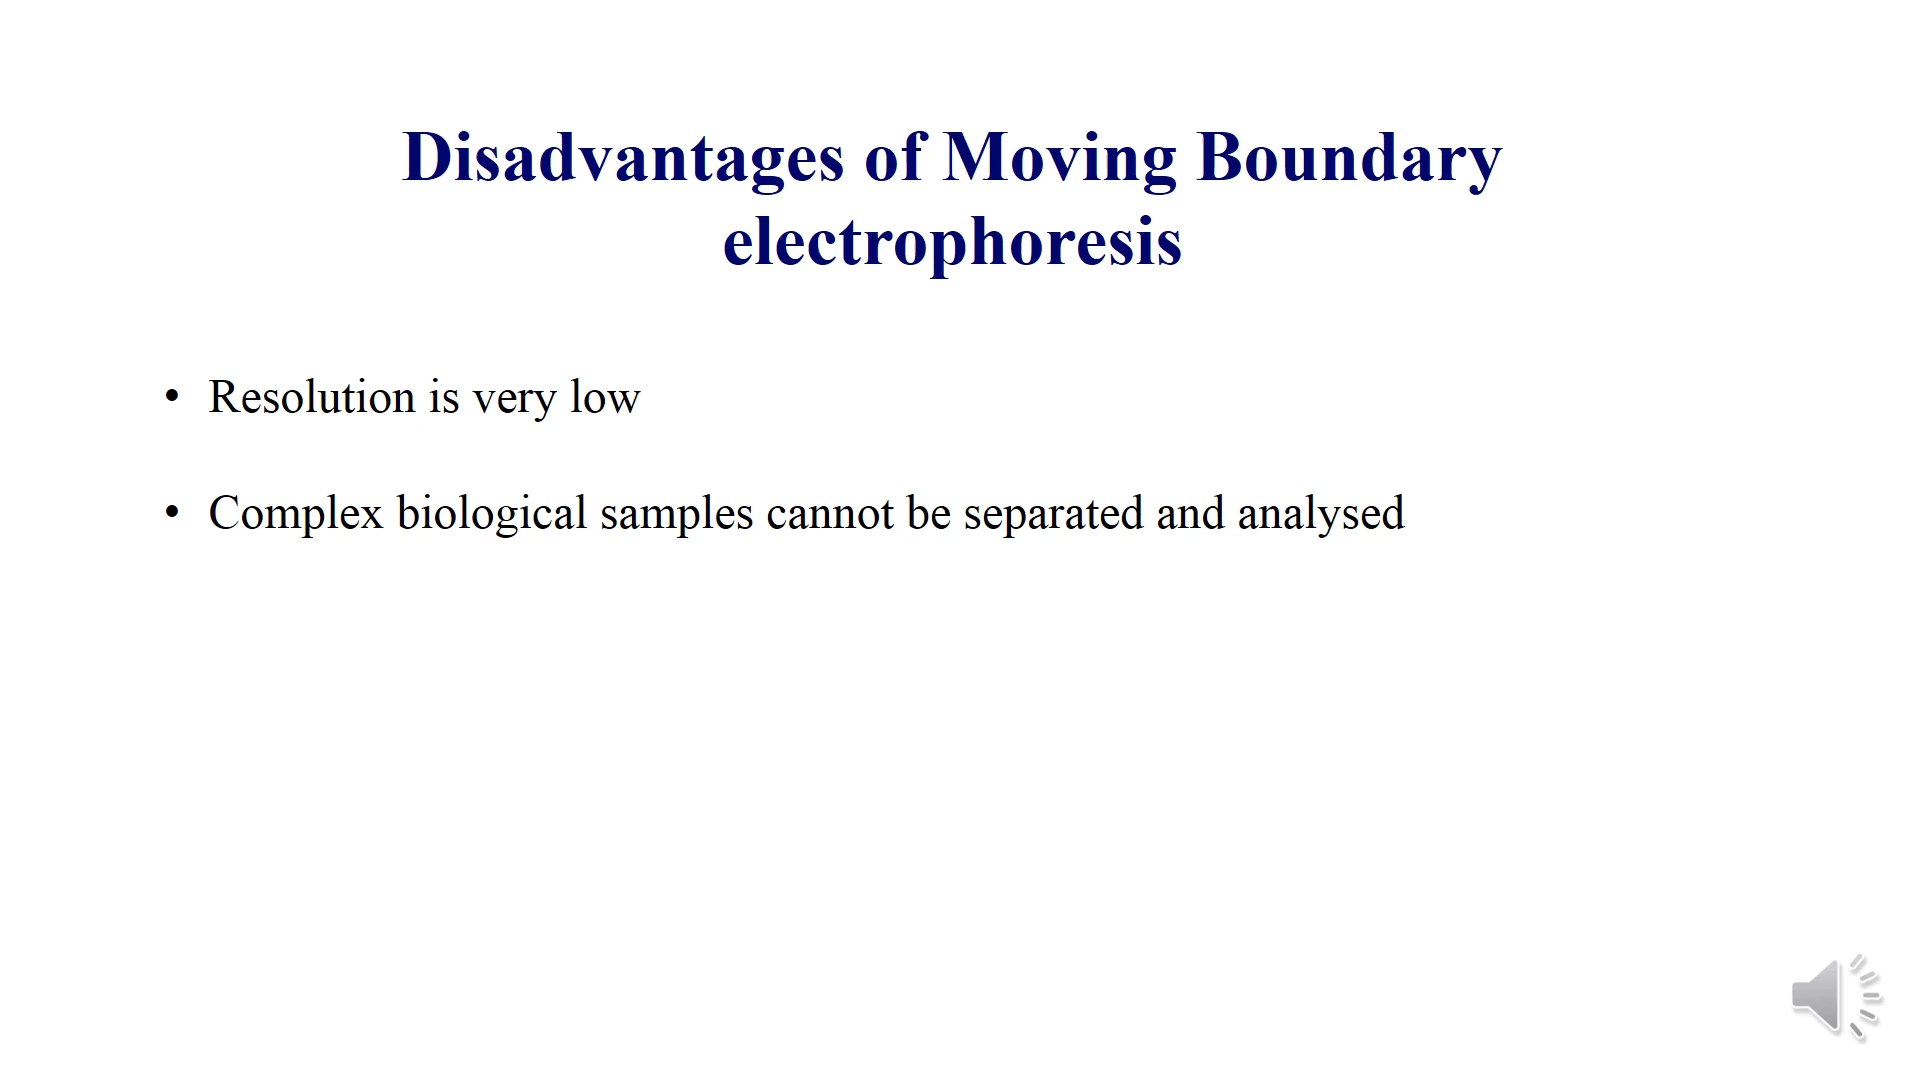 Disadvantages of Moving Boundary
electrophoresis
• Resolution is very low
• Complex biological samples cannot be separated and analysed